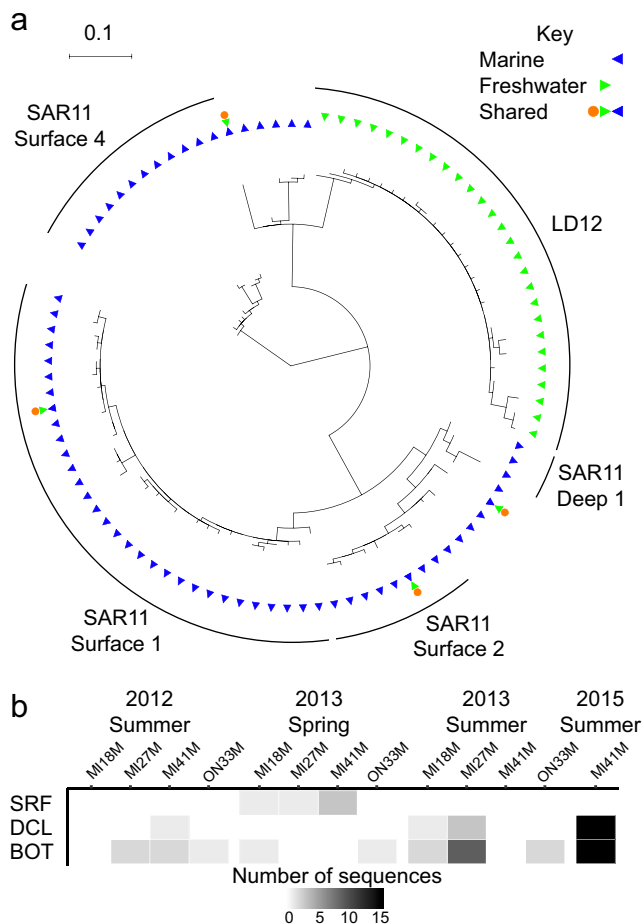 a
0.1
Key
Marine
Freshwater
Shared
SAR11
Surface 4
LD12
SAR11
Deep 1
SAR11
Surface 1
SAR11
Surface 2
b
2012
Summer
2013
Spring
2013
Summer
2015
Summer
MI18M MI27M MI41M ON33M MI18M MI27M MI41M ON33M MI18M MI27M MI41M ON33M MI41M
SRF
DCL
BOT
Number of sequences
0 5 10 15